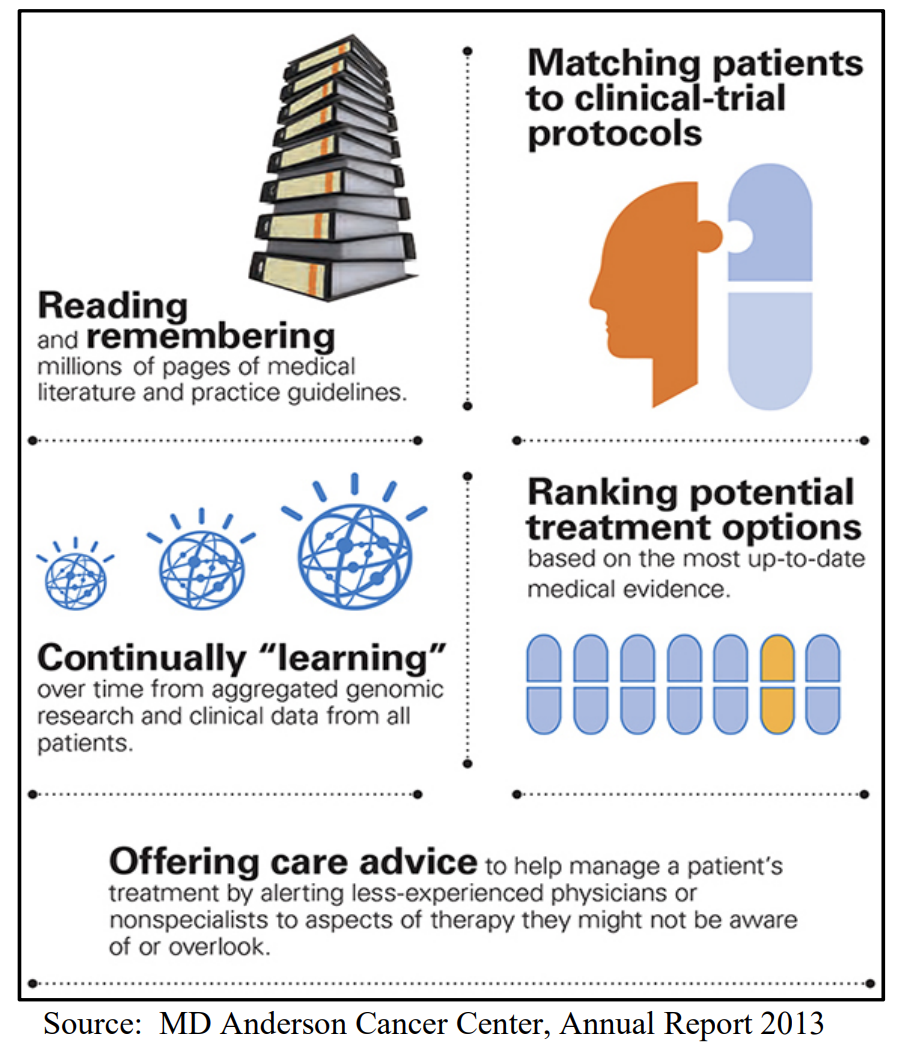 Matching patients
to clinical-trial
protocols
Reading
and remembering
millions of pages of medical
literature and practice guidelines.
Ranking potential
treatment options
based on the most up-to-date
medical evidence.
Continually “learning”
over time from aggregated genomic
research and clinical data from all
patients.
Offering care advice to help manage a patient’s
treatment by alerting less-experienced physicians or
nonspecialists to aspects of therapy they might not be aware
of or overlook.
Source: MD Anderson Cancer Center, Annual Report 2013